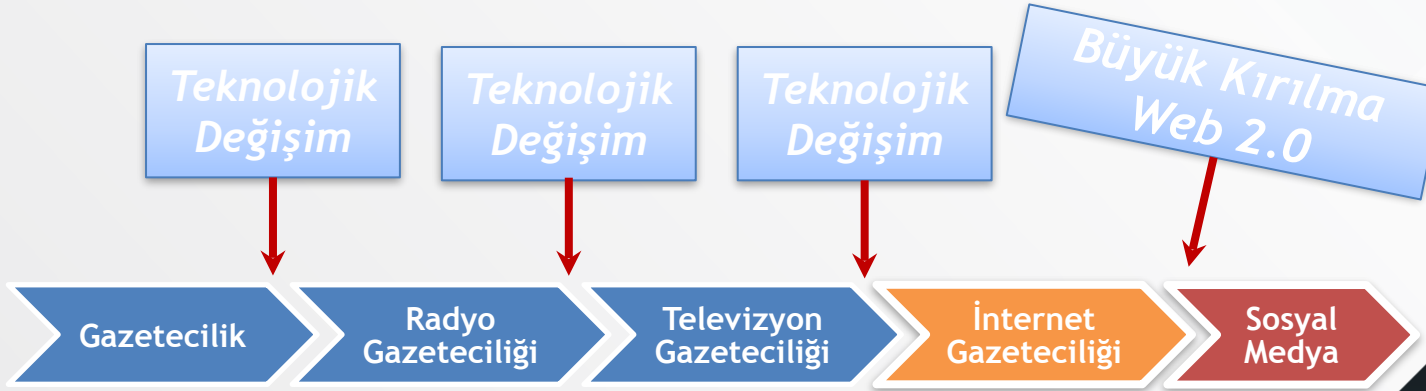 Teknolojik
Değişim
Teknolojik
Değişim
Teknolojik
Değişim
Büyük Kırılma
Web 2.0
Gazetecilik
Radyo
Gazeteciliği
Televizyon
Gazeteciliği
İnternet
Gazeteciliği
Sosyal
Medya